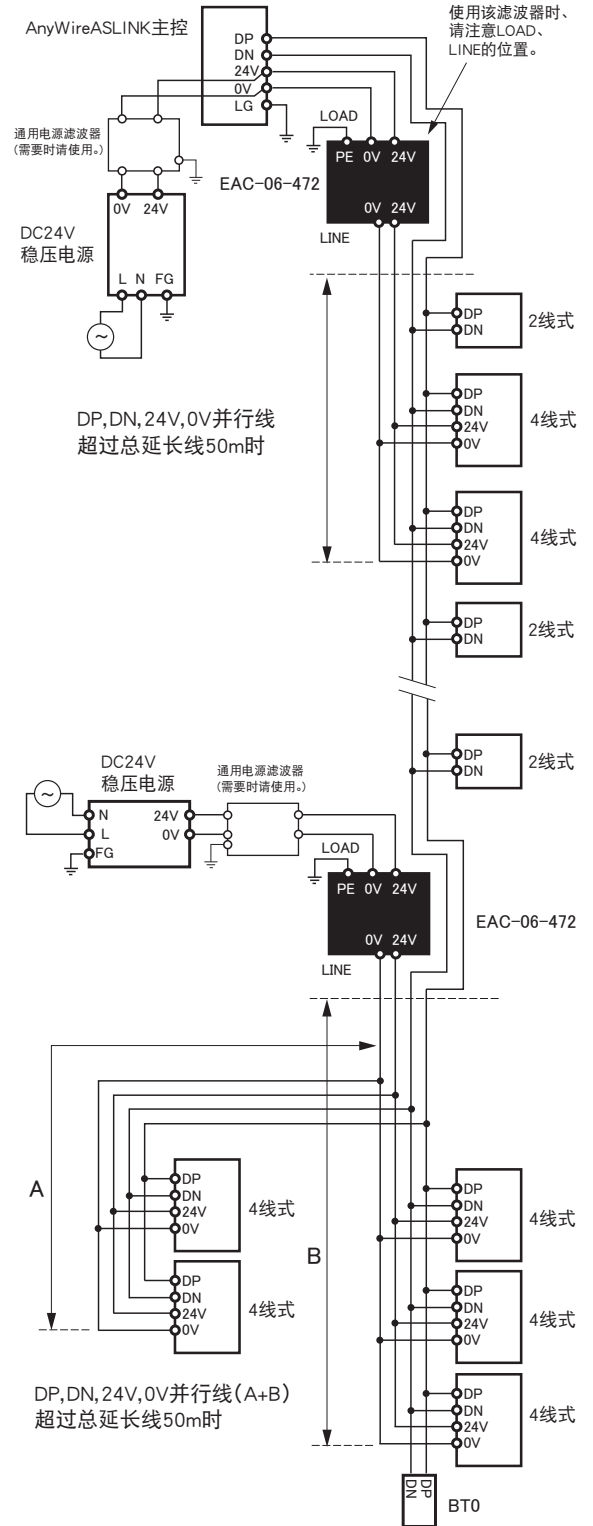 AnyWireASLINK主控
DP
DN
24V
0V
LG
使用该滤波器时、
请注意LOAD、
LINE的位置。
通用电源滤波器
(需要时请使用。)
LOAD
PE 0V 24V
EAC-06-472
0V 24V
LINE
0V 24V
DC24V
稳压电源
L N FG
DP
DN
2线式
DP,DN,24V,0V并行线
超过总延长线50m时
DP
DN
24V
0V
4线式
DP
DN
24V
0V
4线式
DP
DN
2线式
DP
DN
2线式
DC24V
稳压电源
通用电源滤波器
(需要时请使用。)
N
L
FG
24V
0V
LOAD
PE 0V 24V
EAC-06-472
0V 24V
LINE
A
B
DP
DN
24V
0V
4线式
DP
DN
24V
0V
4线式
DP
DN
24V
0V
4线式
DP
DN
24V
0V
4线式
DP
DN
24V
0V
4线式
DP,DN,24V,0V并行线(A+B)
超过总延长线50m时
DP
DN
BT0